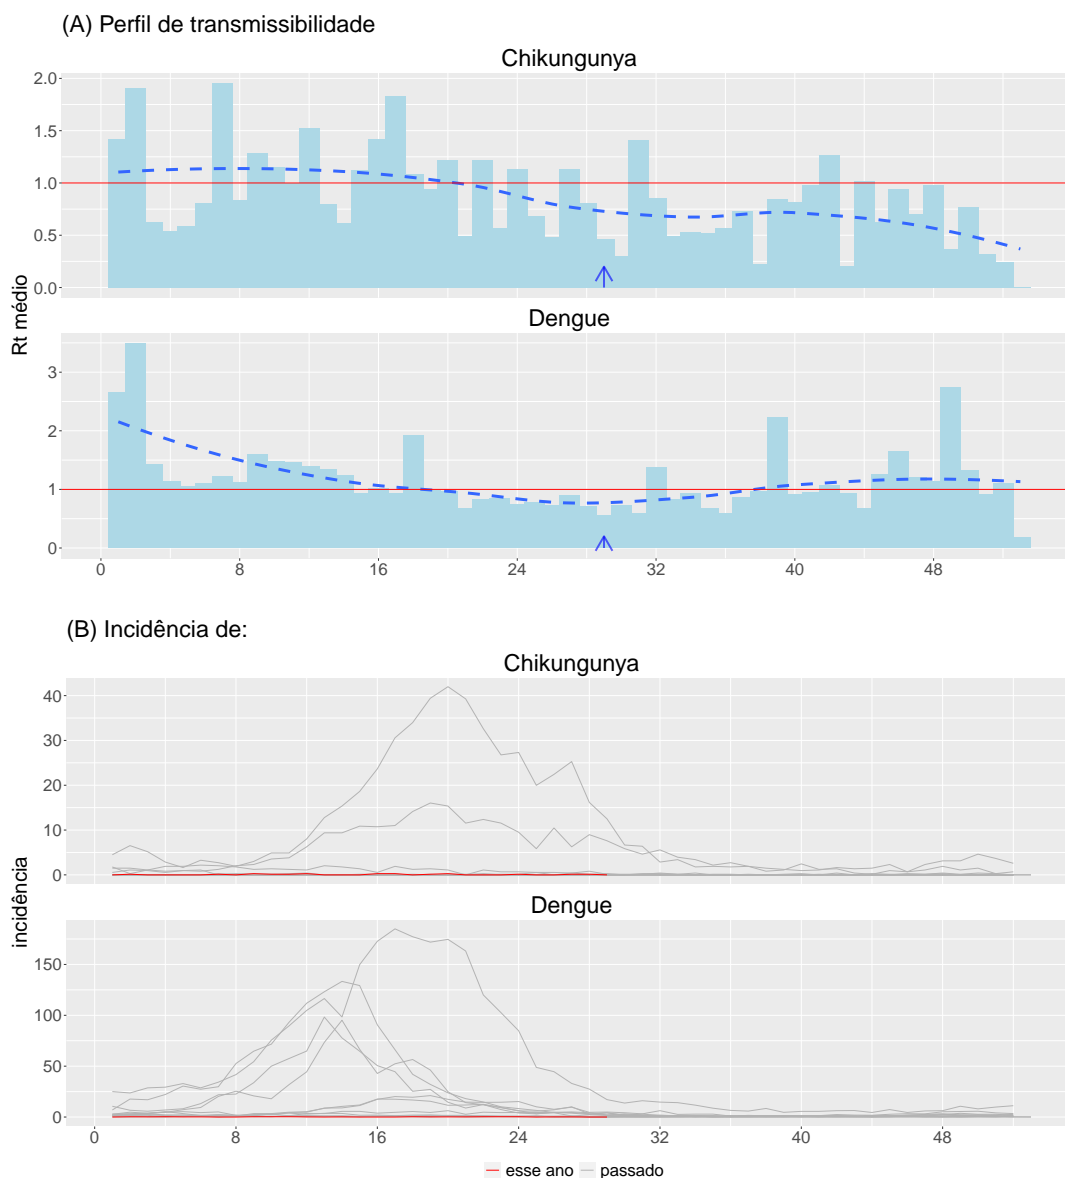 (A) Perfil de transmissibilidade
Chikungunya
2.0
1.5
1.0
0.5
0.0
Rt médio
Dengue
3
2
1
0
0 8 16 24 32 40 48
(B) Incidência de:
Chikungunya
40
30
20
10
0
incidência
Dengue
150
100
50
0
0 8 16 24 32 40 48
esse ano passado